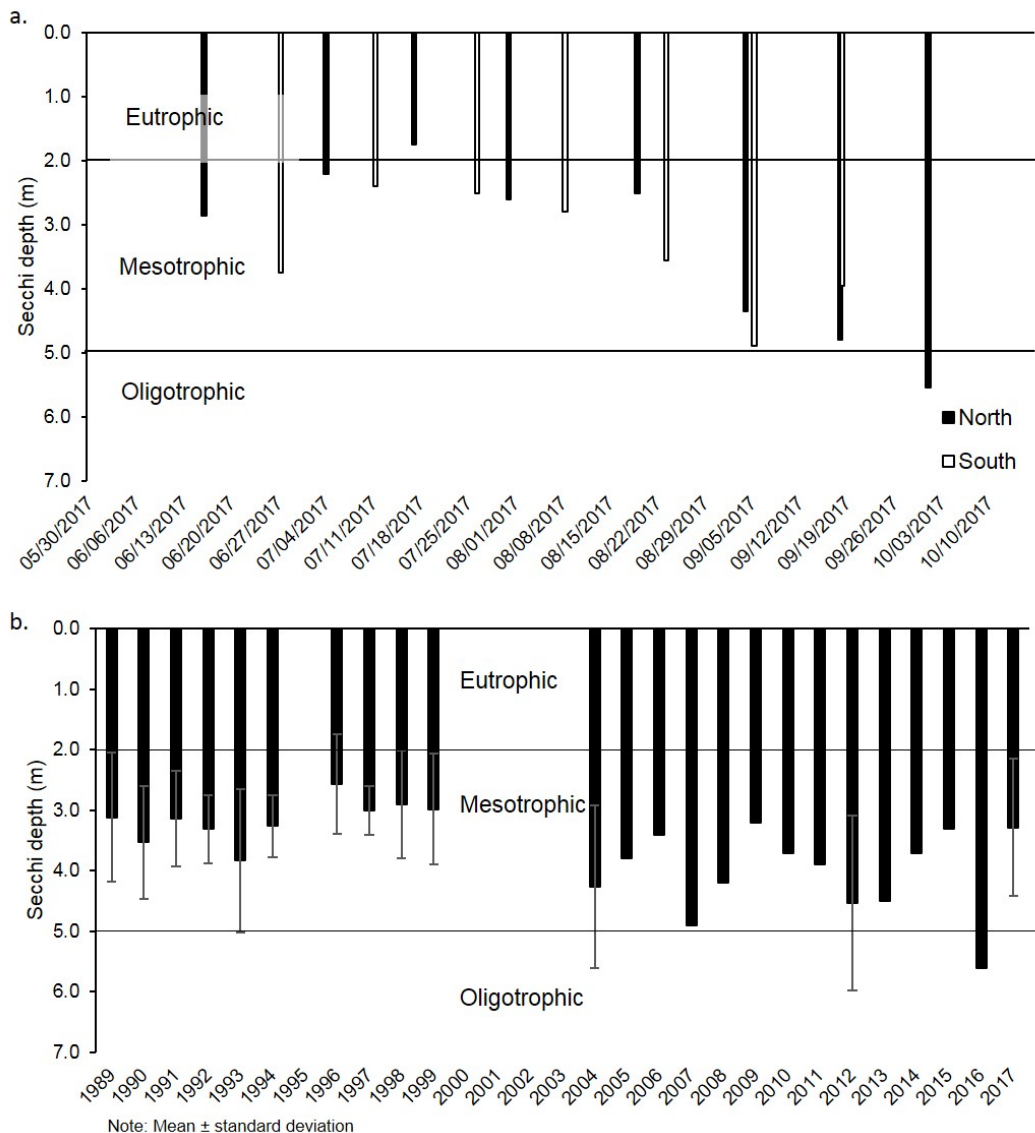 a.
0.0
1.0
Eutrophic
2.0
3.0
Mesotrophic
4.0
5.0
Oligotrophic
6.0
7.0
Secchi depth (m)
North
South
05/30/2017 06/06/2017 06/13/2017 06/20/2017 06/27/2017 07/04/2017 07/11/2017 07/18/2017 07/25/2017 08/01/2017 08/08/2017 08/15/2017 08/22/2017 08/29/2017 09/05/2017 09/12/2017 09/19/2017 09/26/2017 10/03/2017 10/10/2017
b.
0.0
Eutrophic
1.0
2.0
Mesotrophic
3.0
4.0
5.0
Oligotrophic
6.0
7.0
Secchi depth (m)
1989 1990 1991 1992 1993 1994 1995 1996 1997 1998 1999 2000 2001 2002 2003 2004 2005 2006 2007 2008 2009 2010 2011 2012 2013 2014 2015 2016 2017
Note: Mean ± standard deviation